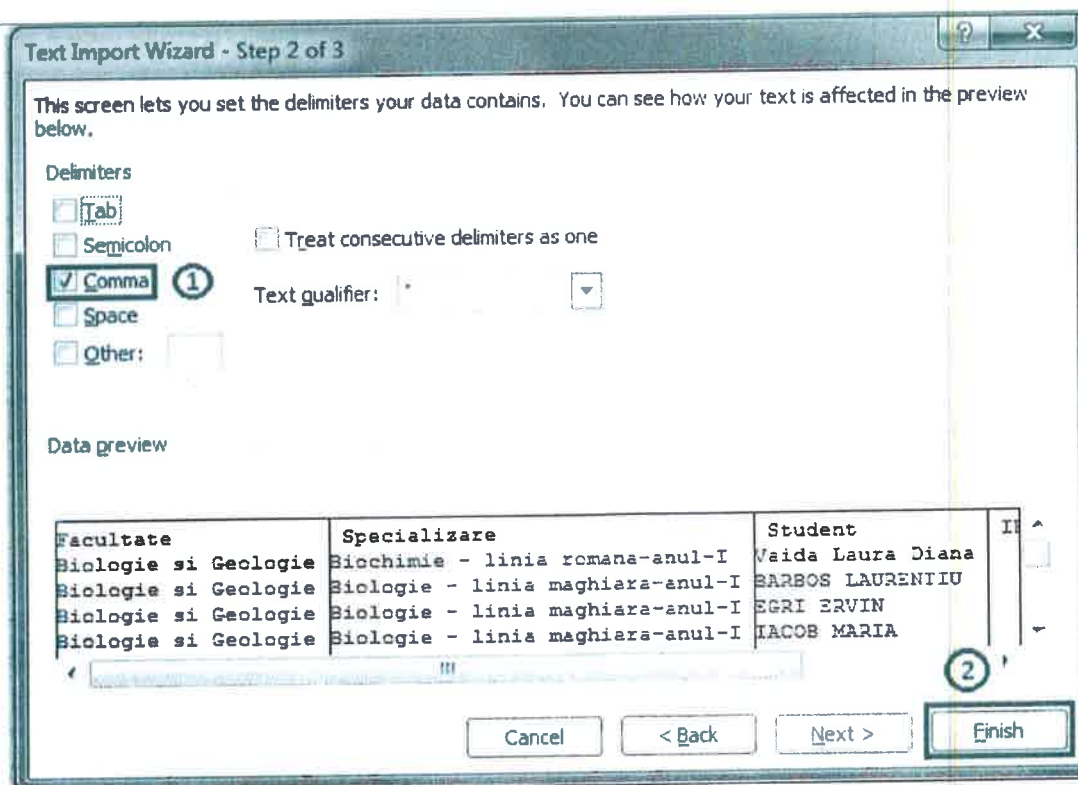 Text Import Wizard - Step 2 of 3
This screen lets you set the delimiters your data contains. You can see how your text is affected in the preview
below.
Delimiters
Tab
Semicolon
Treat consecutive delimiters as one
Comma
1
Text qualifier:
Space
Other:
Data preview
Facultate Specializare Student
Biologie si Geologie Biochimie - linia romana-anul-I Vaida Laura Diana
Biologie si Geologie Biologie - linia maghiara-anul-I BARBOS LAURENTIU
Biologie si Geologie Biologie - linia maghiara-anul-I EGRI ERVIN
Biologie si Geologie Biologie - linia maghiara-anul-I IACOB MARIA
2
Cancel < Back Next > Finish